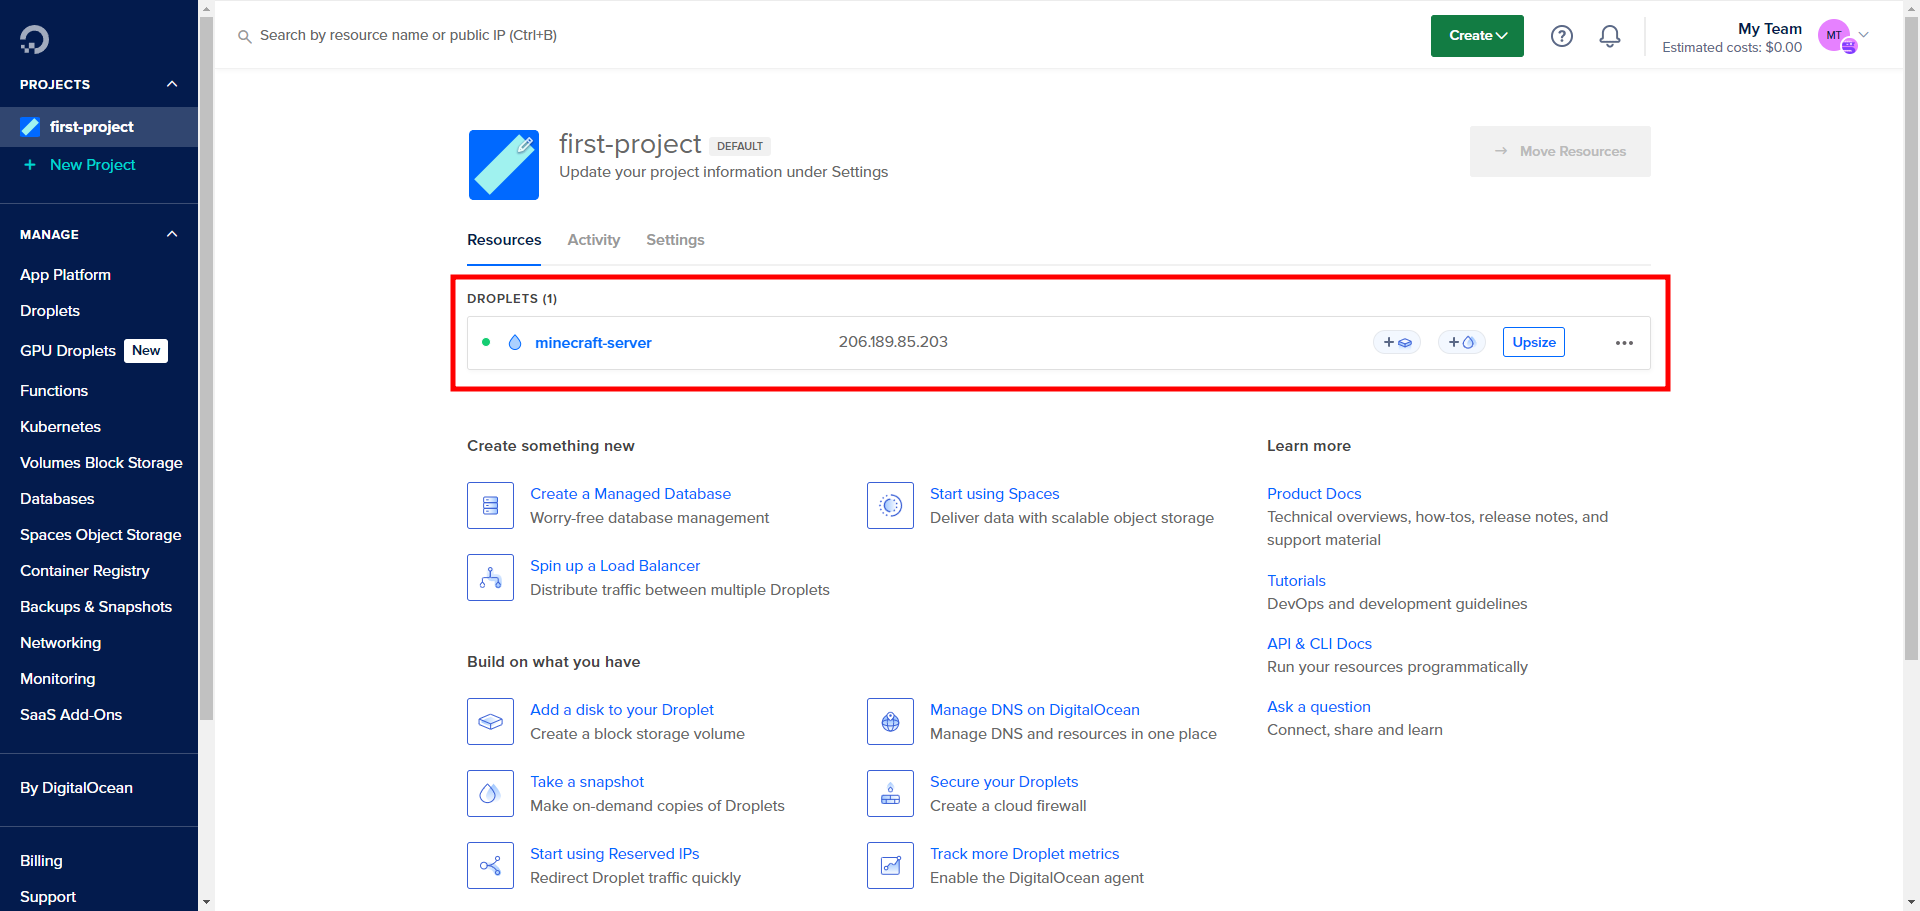 Search by resource name or public IP (Ctrl+B)
Create
My Team
Estimated costs: $0.00
MT
PROJECTS
first-project
+ New Project
MANAGE
App Platform
Droplets
GPU Droplets New
Functions
Kubernetes
Volumes Block Storage
Databases
Spaces Object Storage
Container Registry
Backups & Snapshots
Networking
Monitoring
SaaS Add-Ons
By DigitalOcean
Billing
Support
first-project DEFAULT
Update your project information under Settings
→ Move Resources
Resources Activity Settings
DROPLETS (1)
minecraft-server 206.189.85.203 + + Upsize ...
Create something new
Create a Managed Database
Worry-free database management
Start using Spaces
Deliver data with scalable object storage
Spin up a Load Balancer
Distribute traffic between multiple Droplets
Build on what you have
Add a disk to your Droplet
Create a block storage volume
Manage DNS on DigitalOcean
Manage DNS and resources in one place
Take a snapshot
Make on-demand copies of Droplets
Secure your Droplets
Create a cloud firewall
Start using Reserved IPs
Redirect Droplet traffic quickly
Track more Droplet metrics
Enable the DigitalOcean agent
Learn more
Product Docs
Technical overviews, how-tos, release notes, and
support material
Tutorials
DevOps and development guidelines
API & CLI Docs
Run your resources programmatically
Ask a question
Connect, share and learn